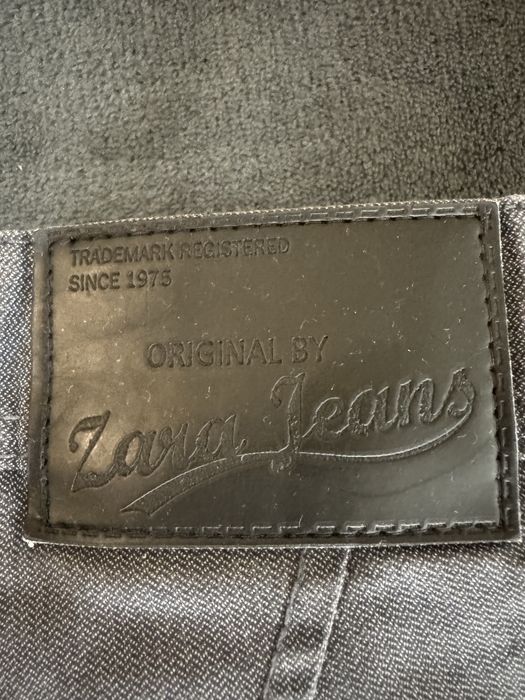 TRADEMARK REGISTERED
SINCE 1975
ORIGINAL BY
Zara Jeans